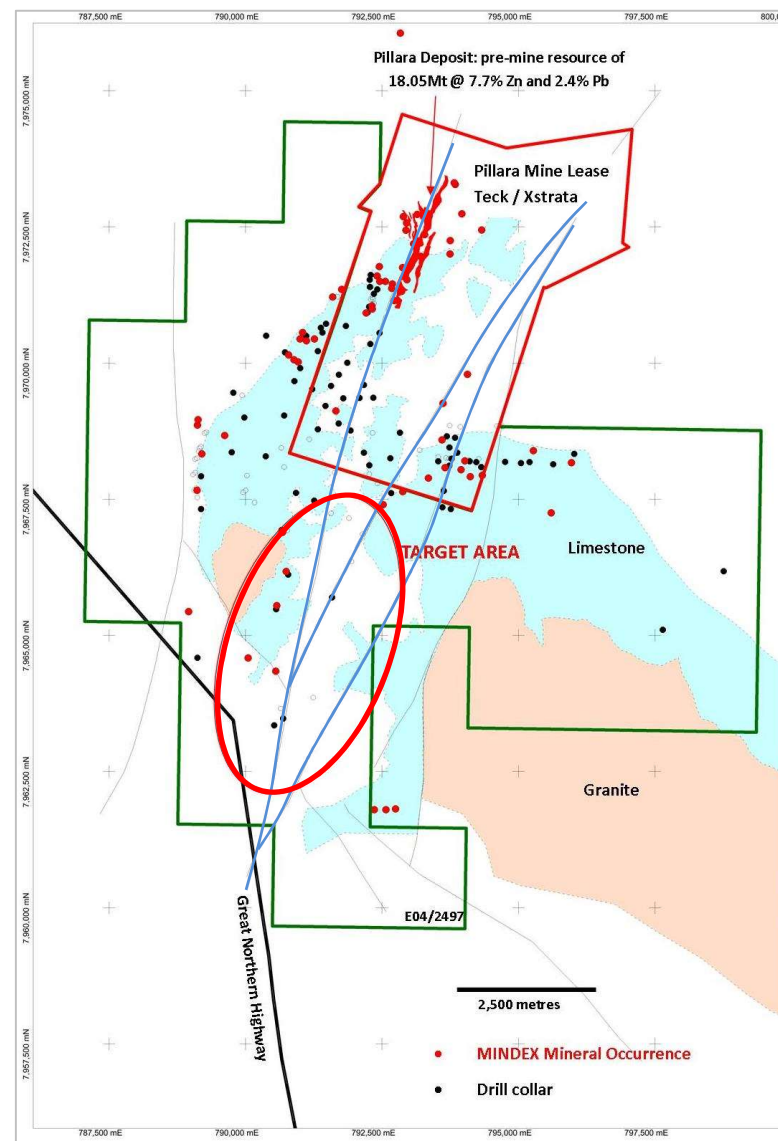 787,500 mE
790,000 mE
792,500 mE
795,000 mE
797,500 mE
800,0
Pillara Deposit: pre-mine resource of
18.05Mt @ 7.7% Zn and 2.4% Pb
7,975,000 mN
Pillara Mine Lease
Teck / Xstrata
7,972,500 mN
7,970,000 mN
7,967,500 mN
TARGET AREA
Limestone
7,965,000 mN
7,962,500 mN
Granite
7,960,000 mN
E04/2497
Great Northern Highway
2,500 metres
7,957,500 mN
MINDEX Mineral Occurrence
Drill collar
787,500 mE
790,000 mE
792,500 mE
795,000 mE
797,500 mE
800,0